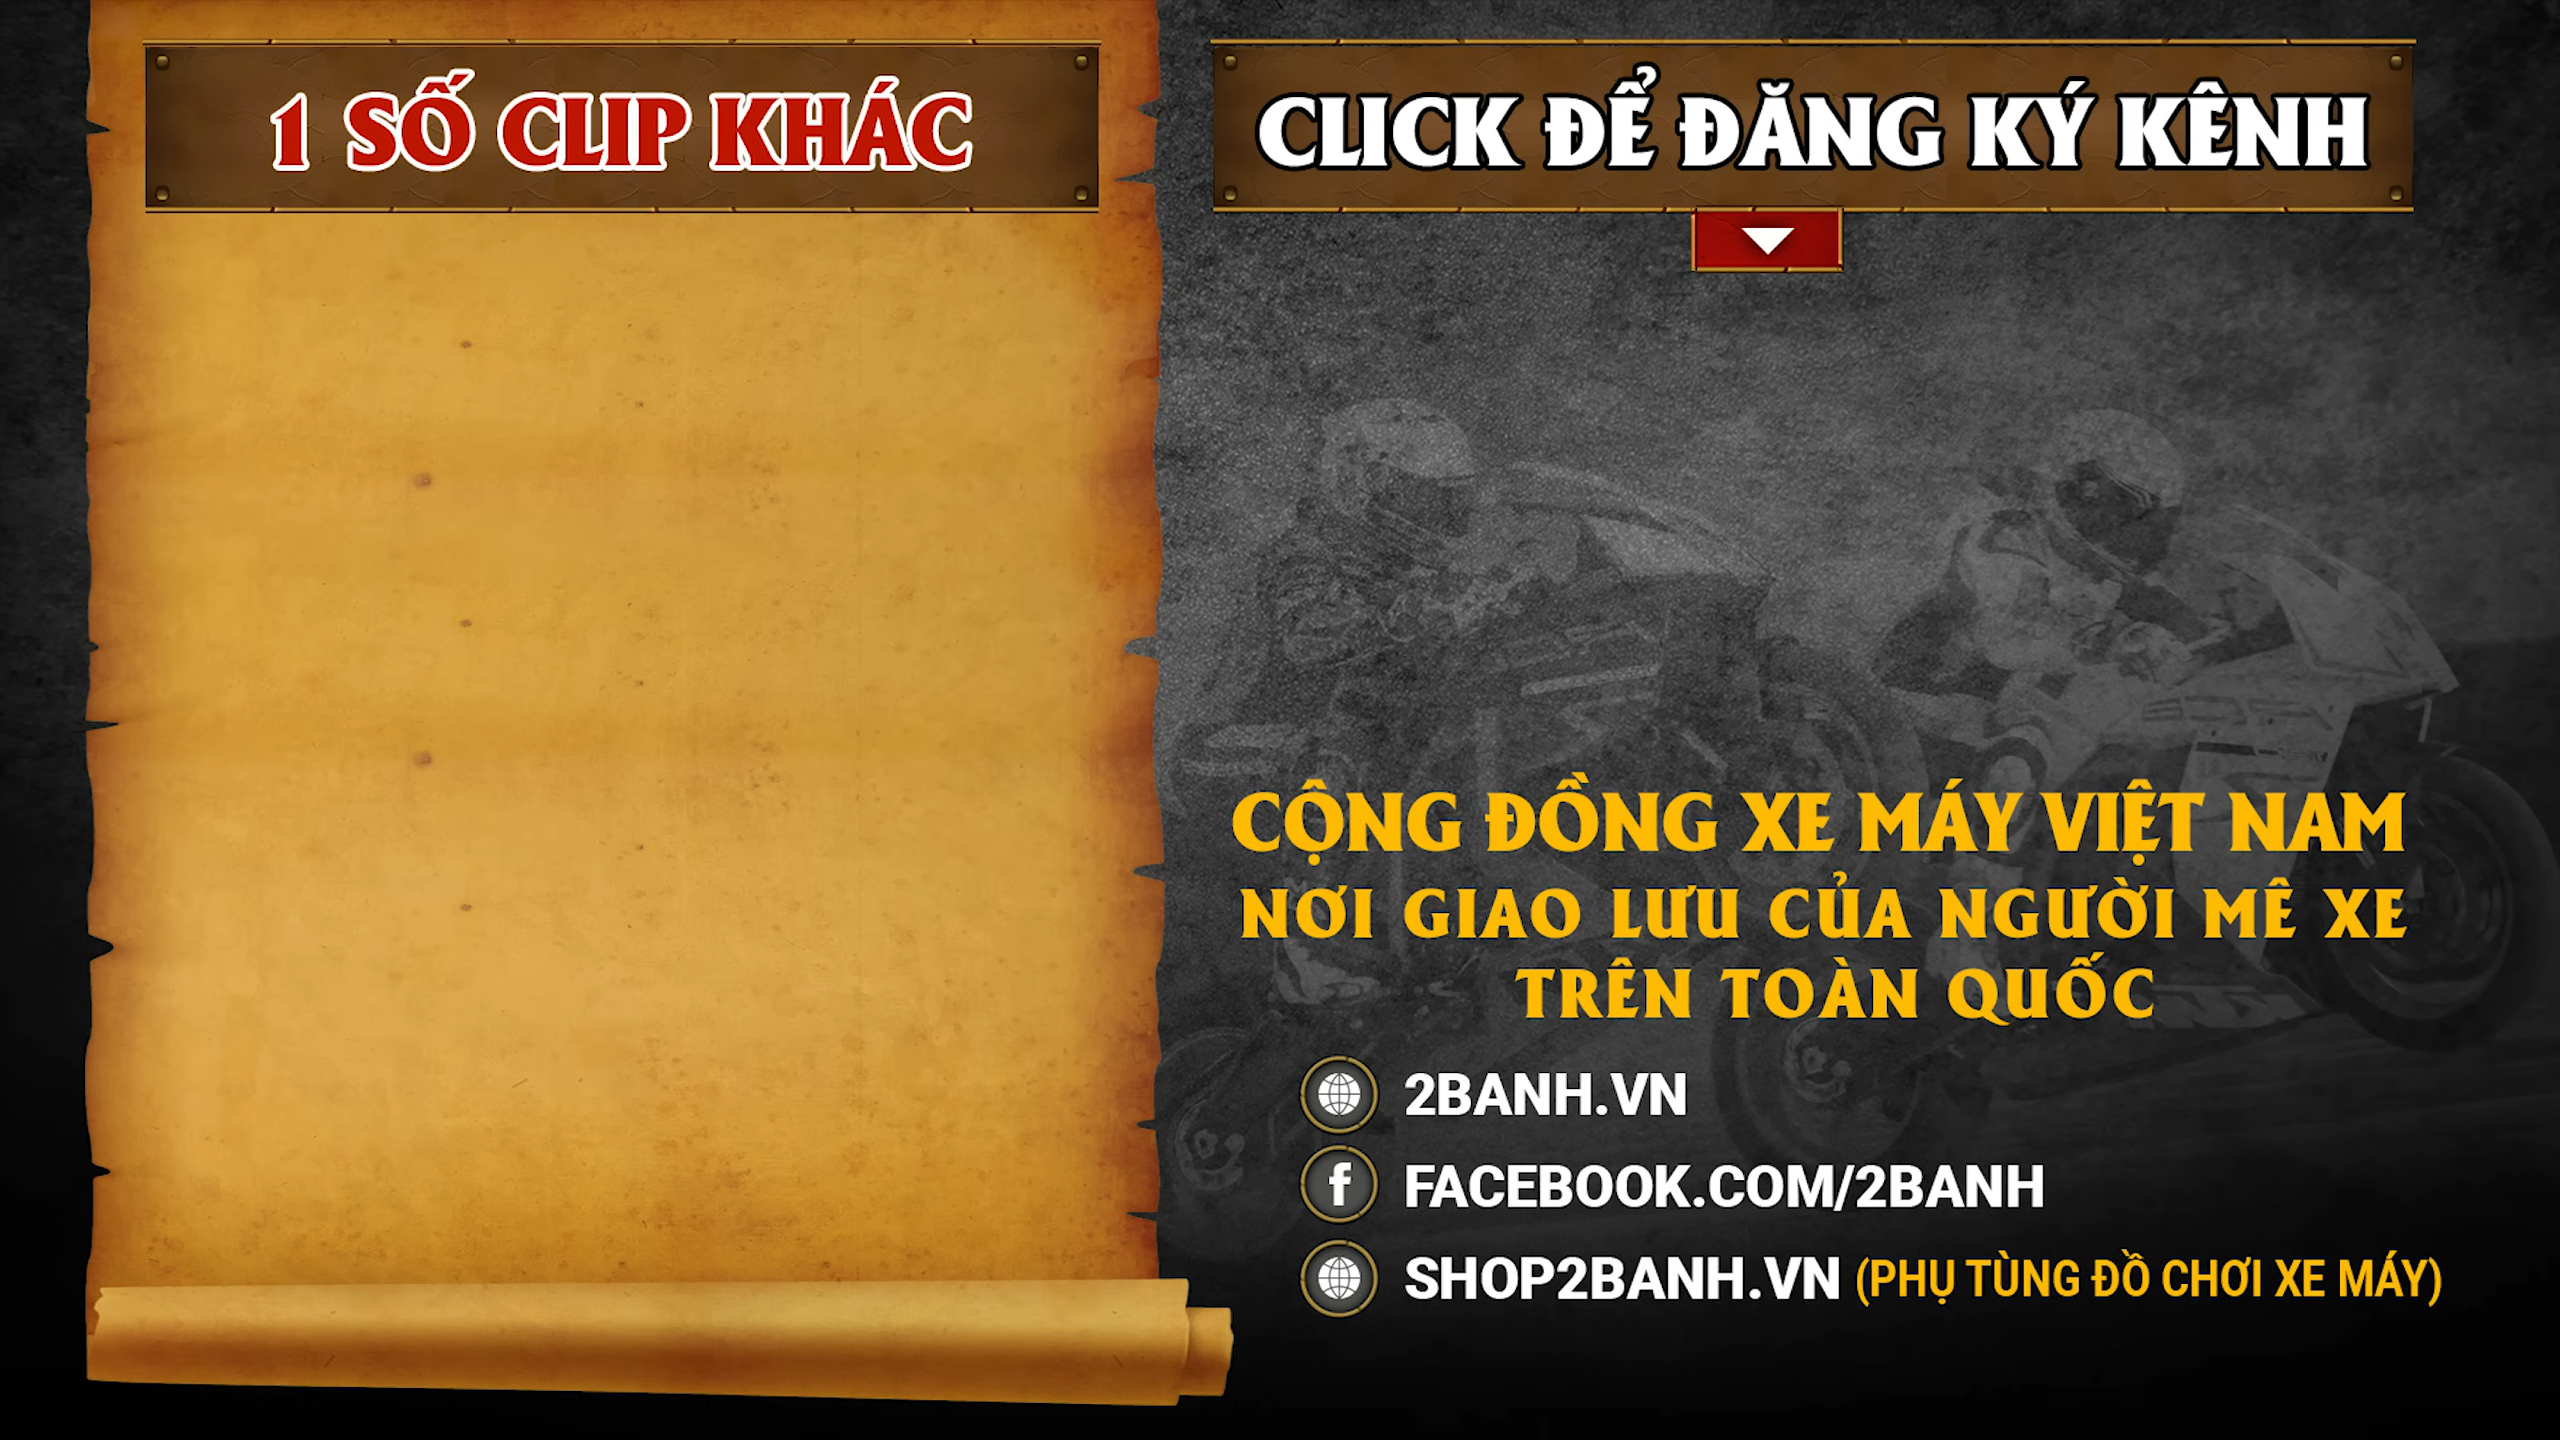 1 SỐ CLIP KHÁC
CLICK ĐỂ ĐĂNG KÝ KÊNH
CỘNG ĐỒNG XE MÁY VIỆT NAM
NƠI GIAO LƯU CỦA NGƯỜI MÊ XE
TRÊN TOÀN QUỐC
2BANH.VN
FACEBOOK.COM/2BANH
SHOP2BANH.VN (PHỤ TÙNG ĐỒ CHƠI XE MÁY)